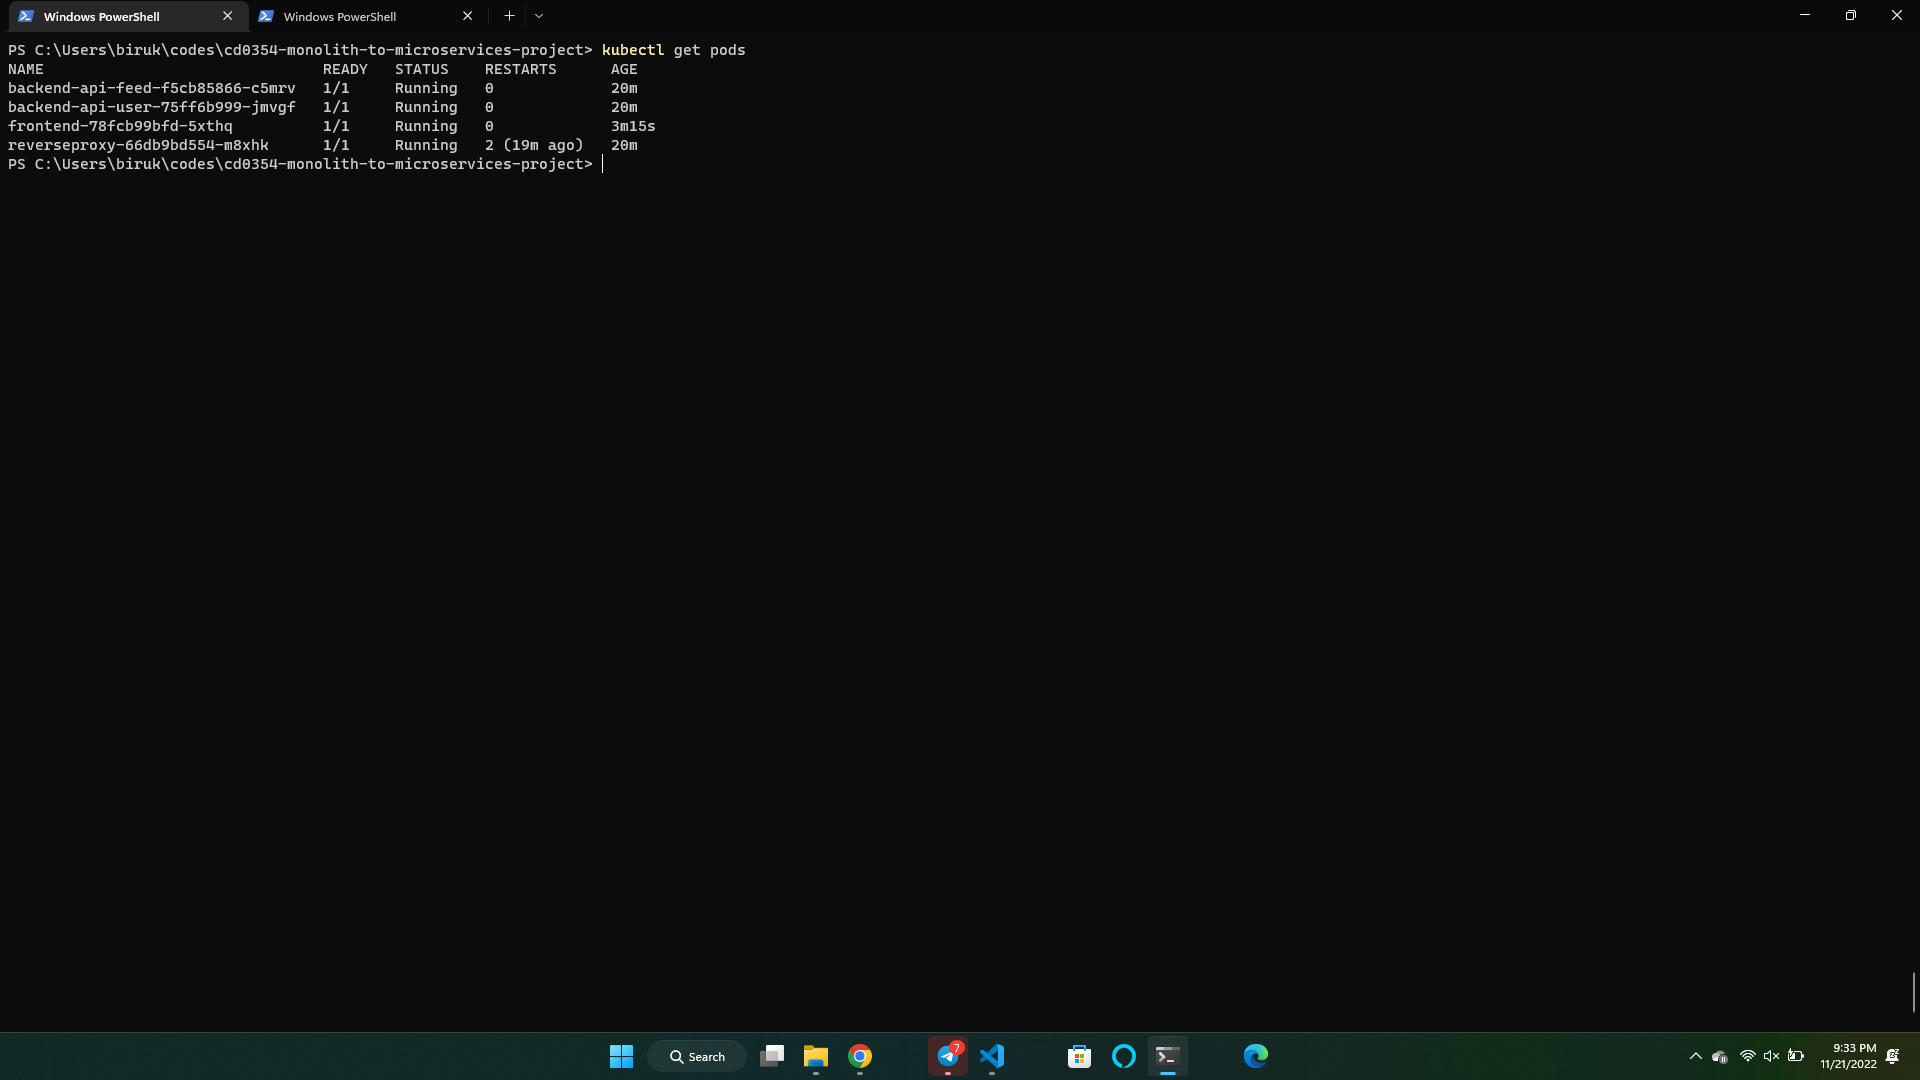 Windows PowerShell
Windows PowerShell
PS C:\Users\biruk\codes\cd0354-monolith-to-microservices-project> kubectl get pods
NAME READY STATUS RESTARTS AGE
backend-api-feed-f5cb85866-c5mrv 1/1 Running 0 20m
backend-api-user-75ff6b999-jmvgf 1/1 Running 0 20m
frontend-78fcb99bfd-5xthq 1/1 Running 0 3m15s
reverseproxy-66db9bd554-m8xhk 1/1 Running 2 (19m ago) 20m
PS C:\Users\biruk\codes\cd0354-monolith-to-microservices-project>
Search
7
9:33 PM
11/21/2022